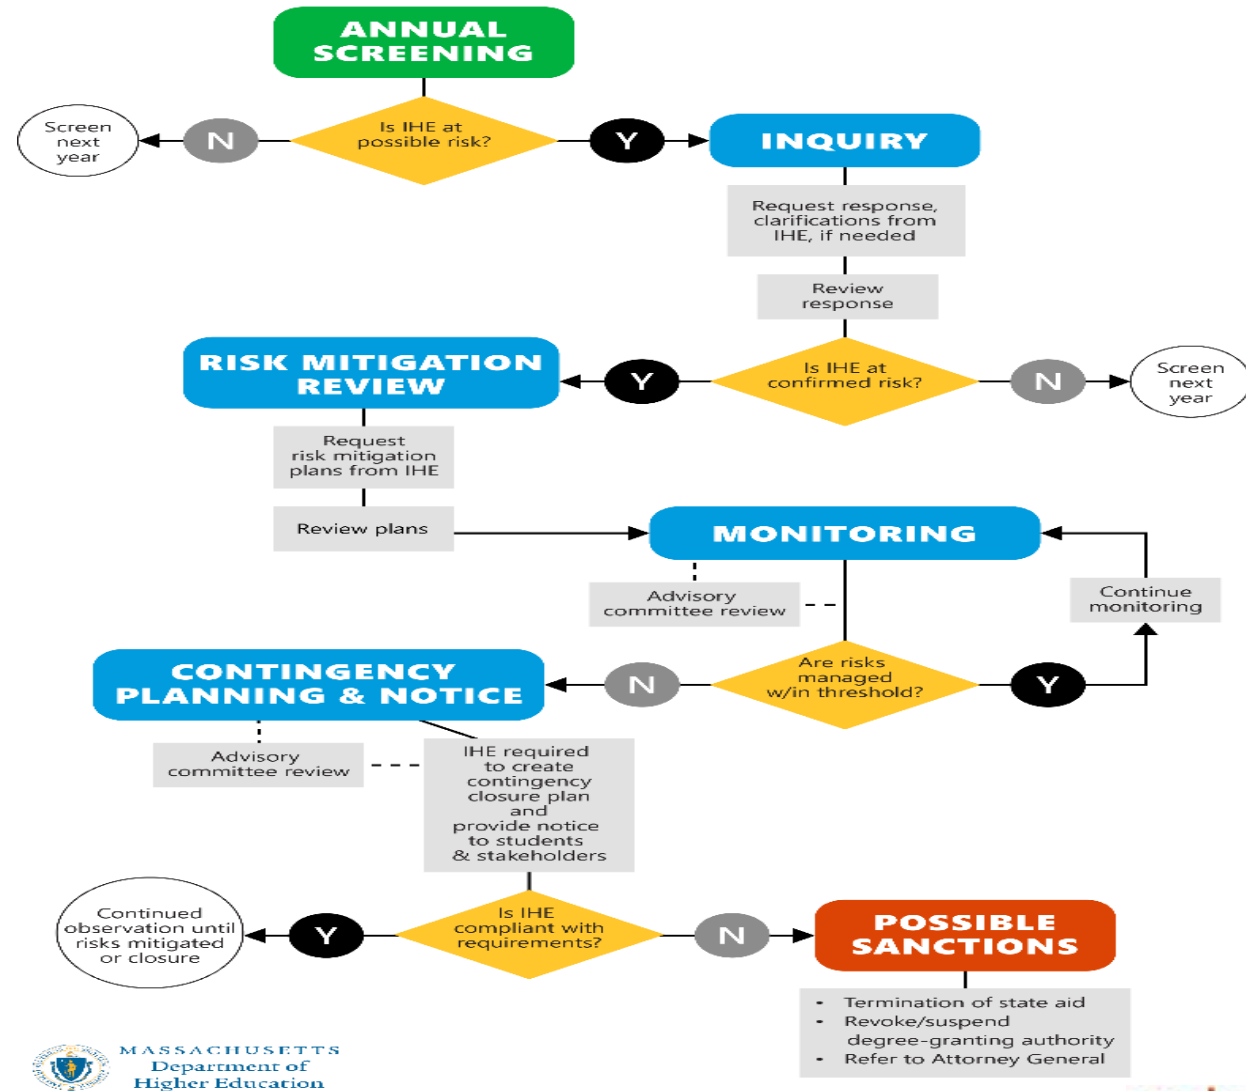 ANNUAL
SCREENING
Is IHE at
possible risk?
N
Screen
next
year
Y
INQUIRY
Request response,
clarifications from
IHE, if needed
Review
response
Is IHE at
confirmed risk?
N
Screen
next
year
Y
RISK MITIGATION
REVIEW
Request
risk mitigation
plans from IHE
Review plans
MONITORING
Advisory
committee review
Continue
monitoring
Are risks
managed
w/in threshold?
Y
N
CONTINGENCY
PLANNING & NOTICE
Advisory
committee review
IHE required
to create
contingency
closure plan
and
provide notice
to students
& stakeholders
Is IHE
compliant with
requirements?
Y
Continued
observation until
risks mitigated
or closure
N
POSSIBLE
SANCTIONS
• Termination of state aid
• Revoke/suspend
degree-granting authority
• Refer to Attorney General
MASSACHUSETTS
Department of
Higher Education